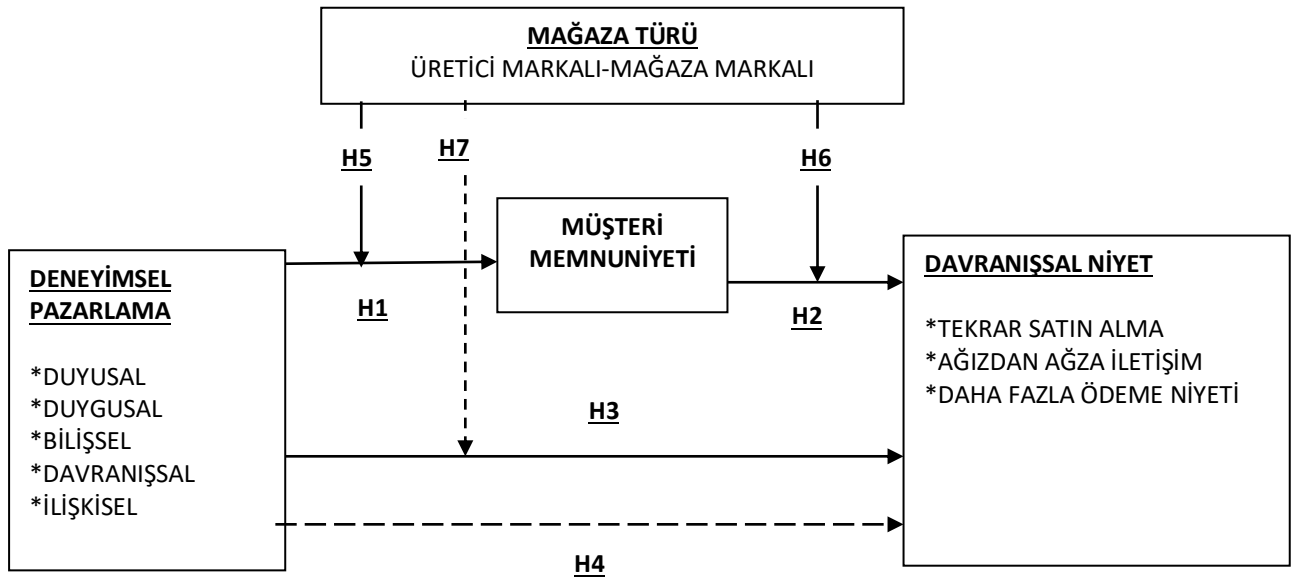 MAĞAZA TÜRÜ
ÜRETİCİ MARKALI-MAĞAZA MARKALI
H5
H7
H6
MÜŞTERİ
MEMNUNİYETİ
DENEYİMSEL
PAZARLAMA
*DUYUSAL
*DUYGUSAL
*BİLİŞSEL
*DAVRANIŞSAL
*İLİŞKİSEL
H1
H2
DAVRANIŞSAL NİYET
*TEKRAR SATIN ALMA
*AĞIZDAN AĞZA İLETİŞİM
*DAHA FAZLA ÖDEME NİYETİ
H3
H4